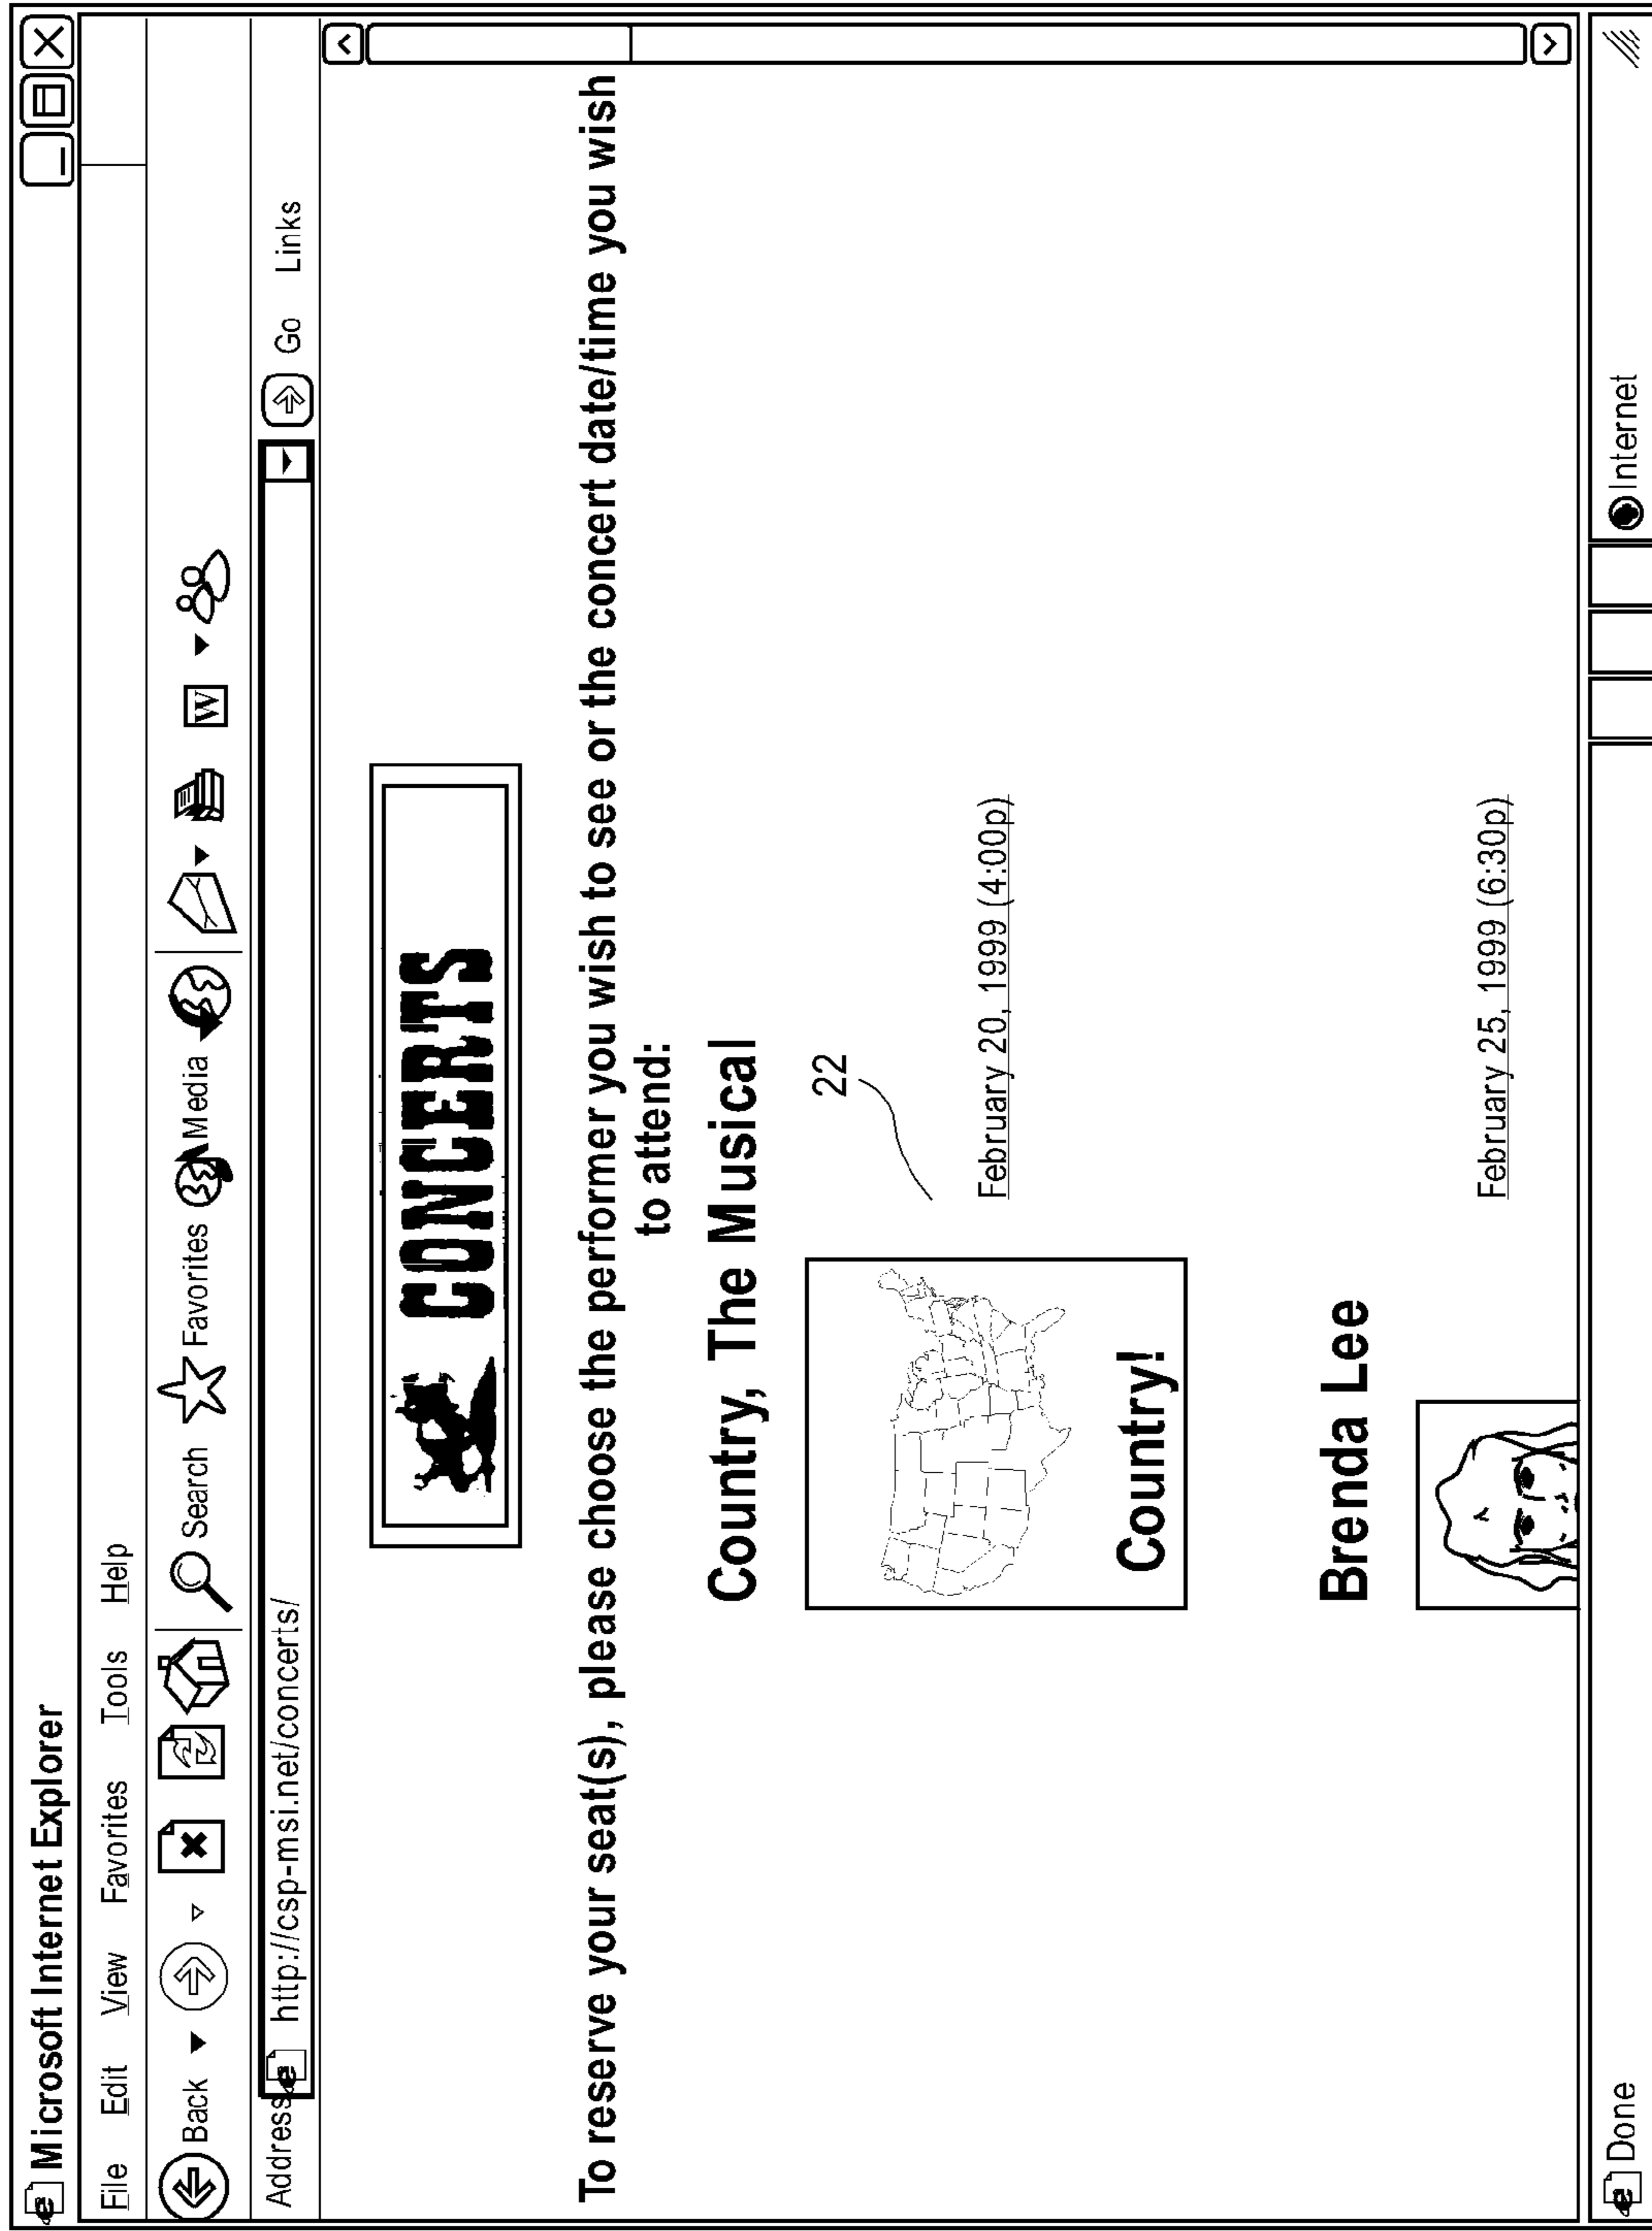 Microsoft Internet Explorer
File Edit View Favorites Tools Help
Back Search Favorites Media W
Address http://csp-msi.net/concerts/ Go Links
CONCERTS
To reserve your seat(s), please choose the performer you wish to see or the concert date/time you wish
to attend:
Country, The Musical
22
February 20, 1999 (4:00p)
Country!
Brenda Lee
February 25, 1999 (6:30p)
Done Internet